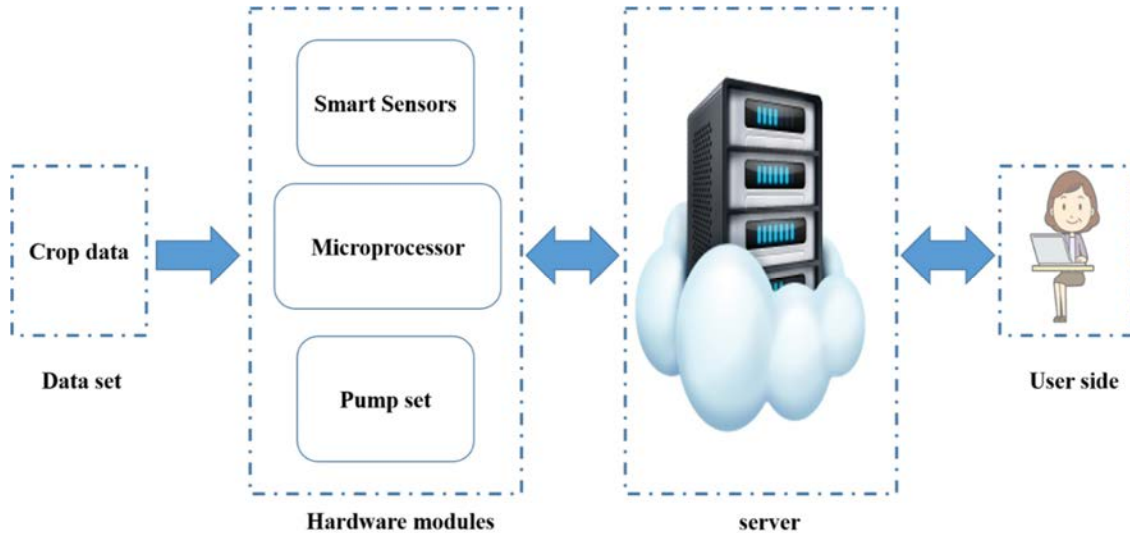 Smart Sensors
Crop data
Microprocessor
Data set
Pump set
User side
Hardware modules
server